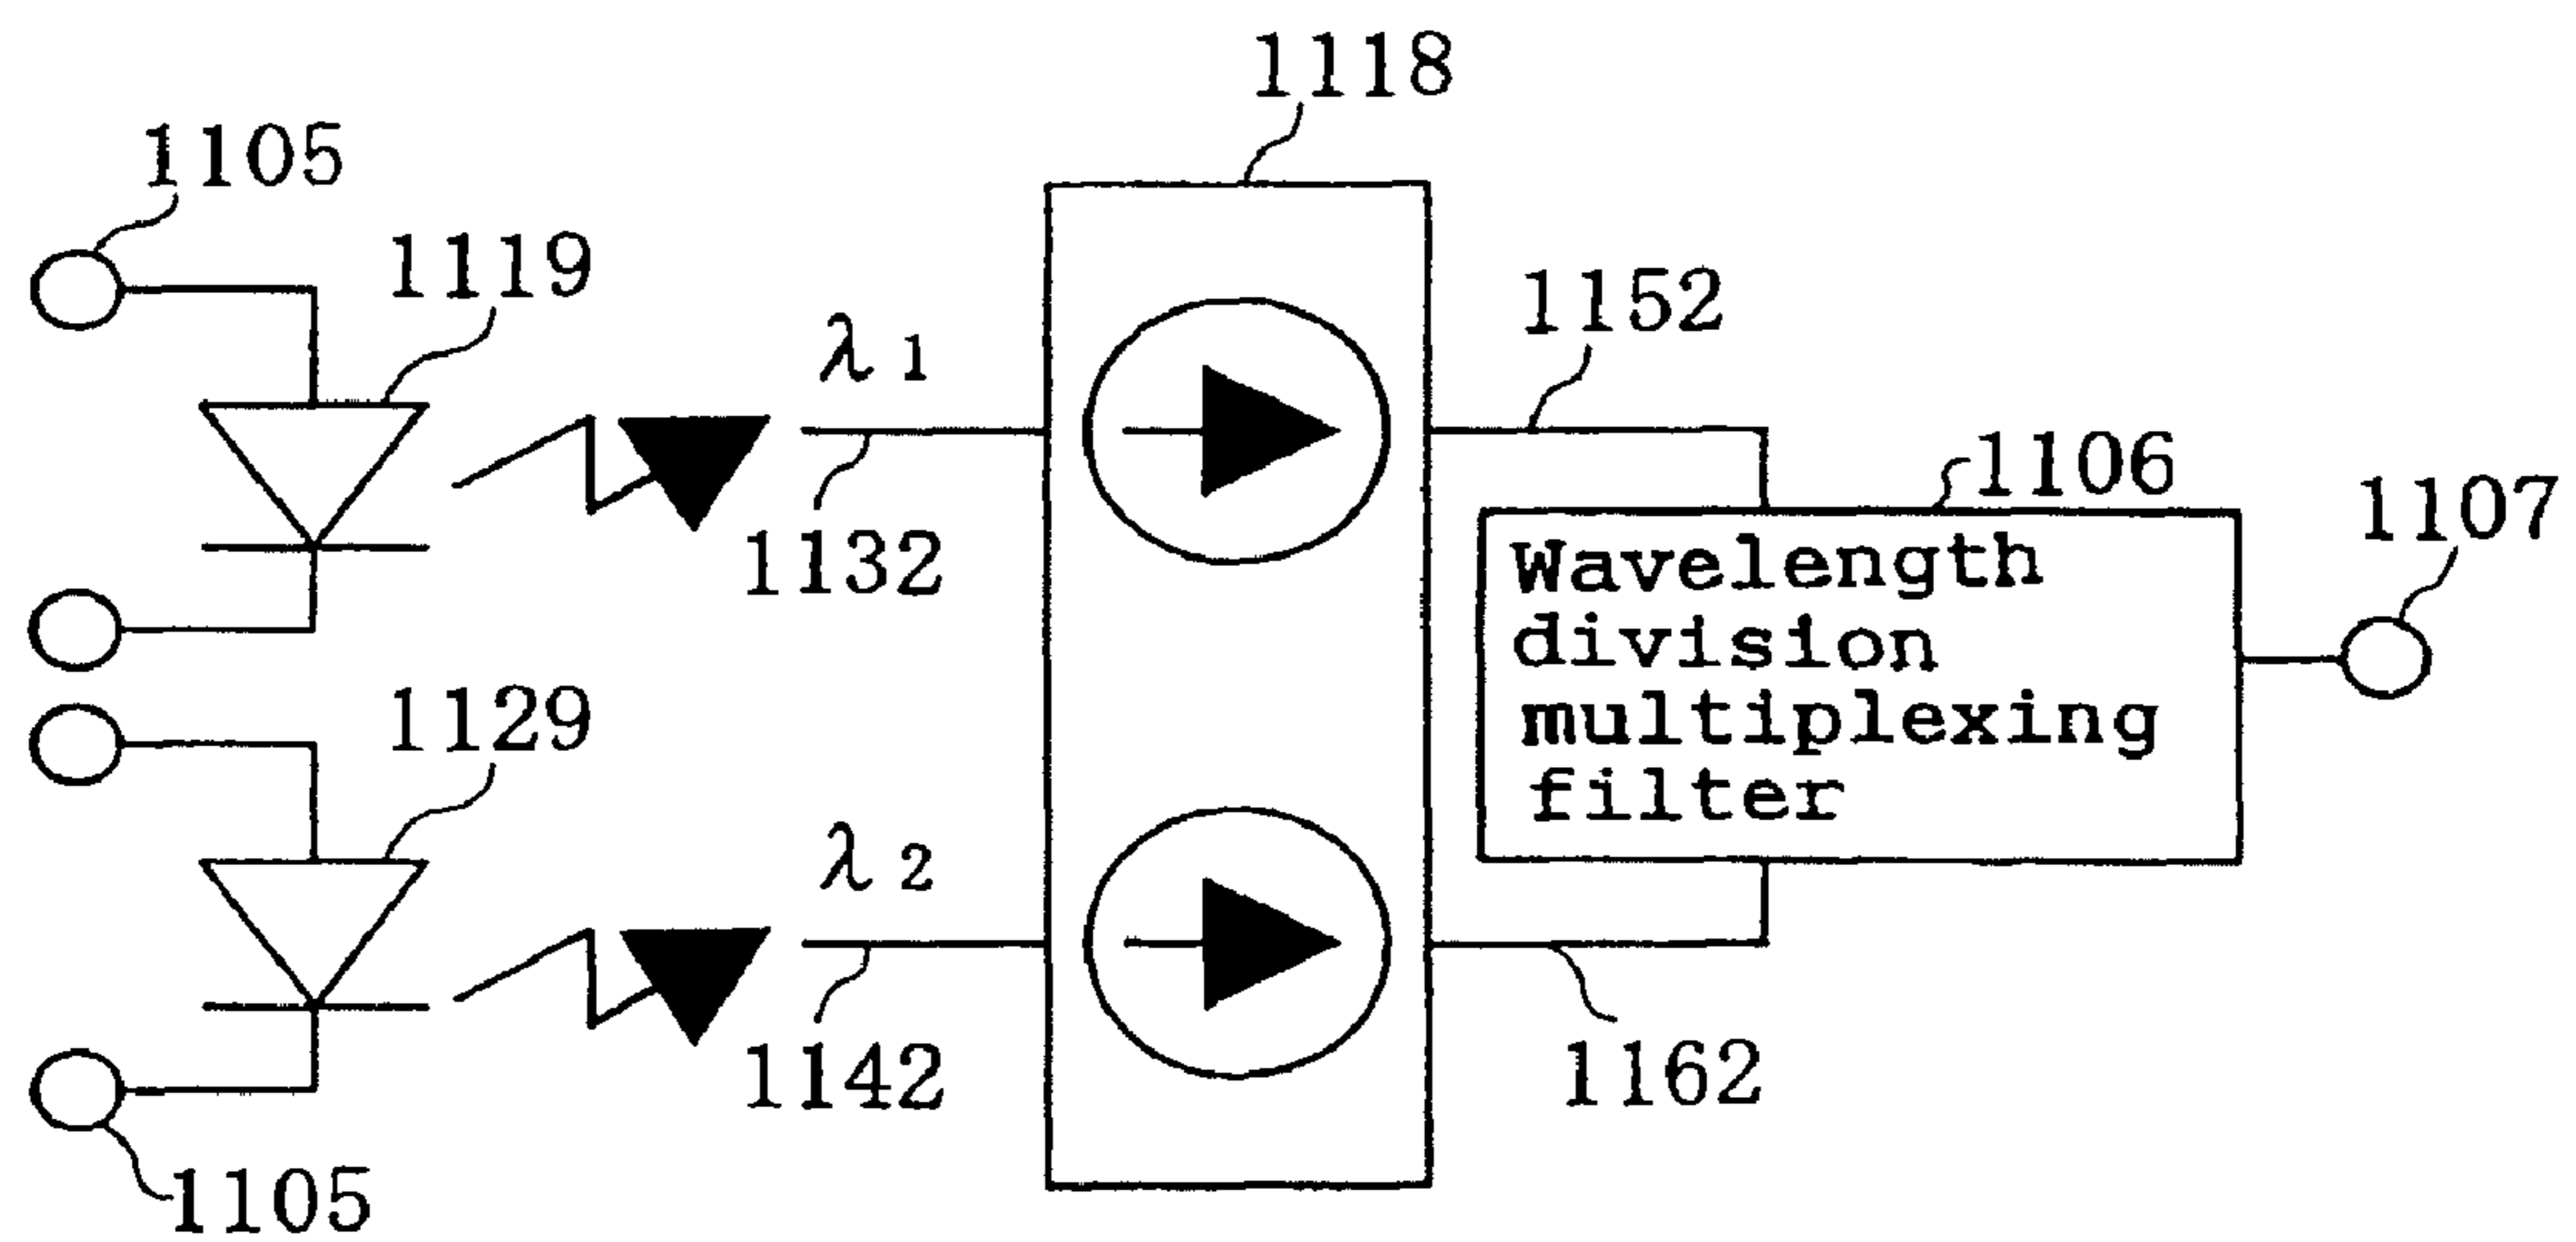 1118
1105
1119
λ1
1152
1132
1106
1107
Wavelength
division
multiplexing
filter
1129
λ2
1142
1162
1105